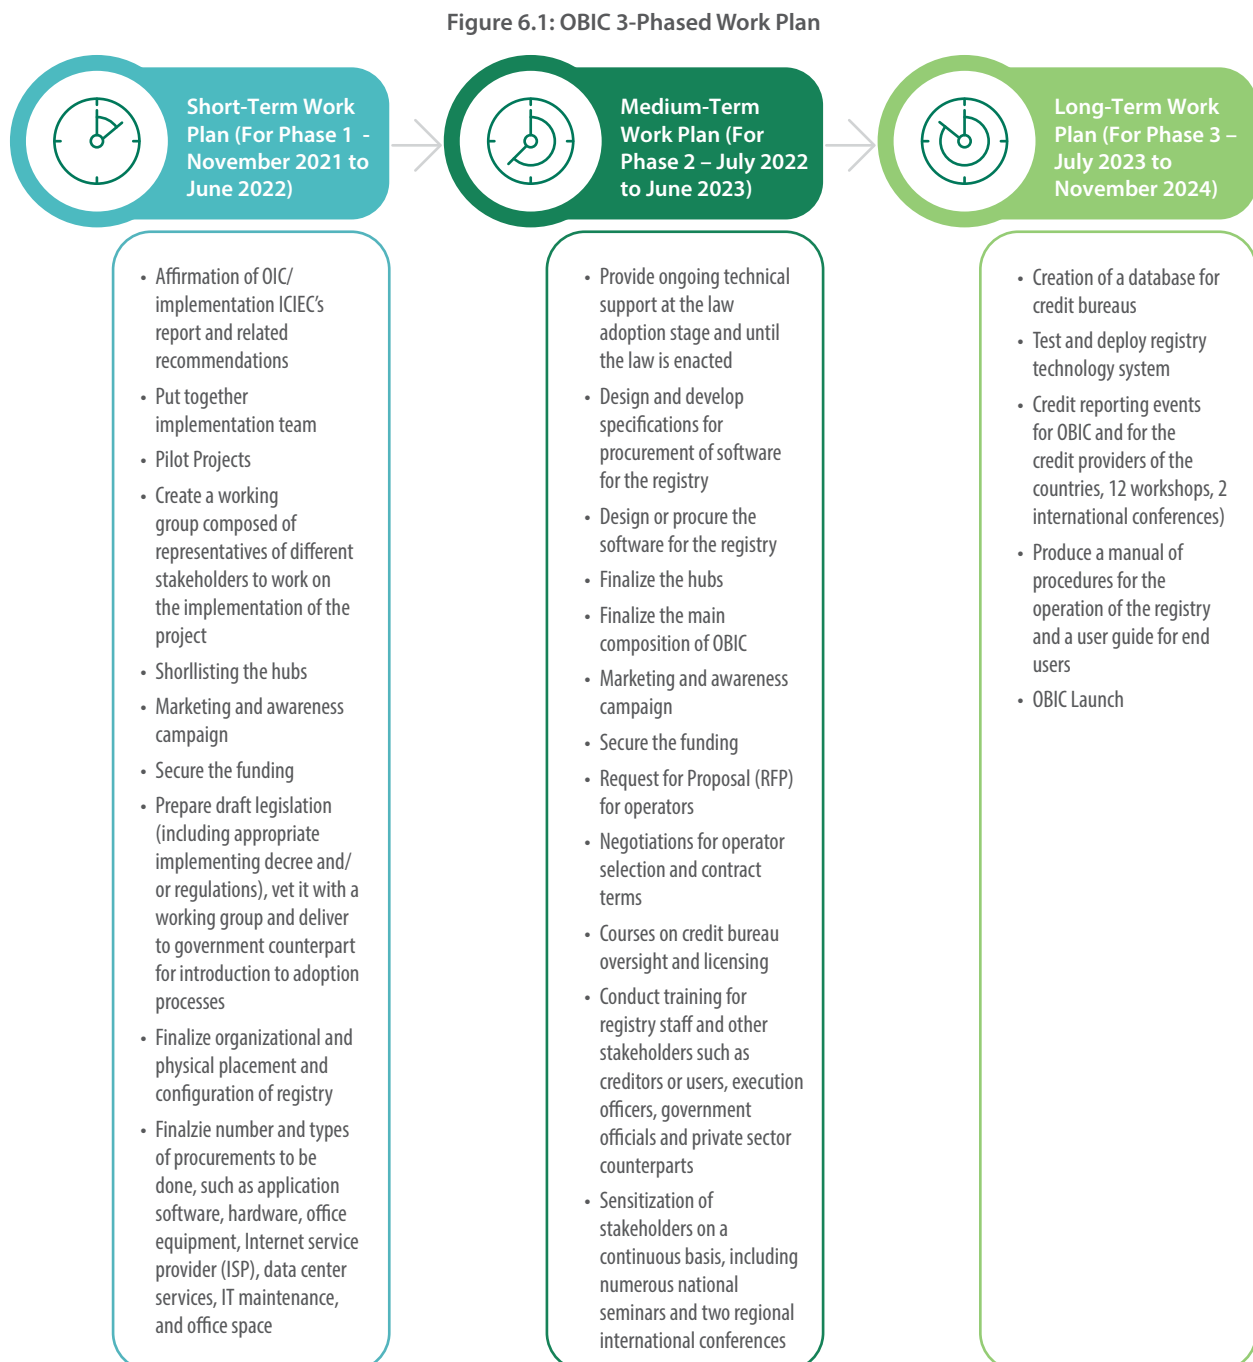 Figure 6.1: OBIC 3-Phased Work Plan
Short-Term Work
Plan (For Phase 1 -
November 2021 to
June 2022)
• Affirmation of OIC/
implementation ICIEC’s
report and related
recommendations
• Put together
implementation team
• Pilot Projects
• Create a working
group composed of
representatives of different
stakeholders to work on
the implementation of the
project
• Shorllisting the hubs
• Marketing and awareness
campaign
• Secure the funding
• Prepare draft legislation
(including appropriate
implementing decree and/
or regulations), vet it with a
working group and deliver
to government counterpart
for introduction to adoption
processes
• Finalize organizational and
physical placement and
configuration of registry
• Finalzie number and types
of procurements to be
done, such as application
software, hardware, office
equipment, Internet service
provider (ISP), data center
services, IT maintenance,
and office space
Medium-Term
Work Plan (For
Phase 2 – July 2022
to June 2023)
• Provide ongoing technical
support at the law
adoption stage and until
the law is enacted
• Design and develop
specifications for
procurement of software
for the registry
• Design or procure the
software for the registry
• Finalize the hubs
• Finalize the main
composition of OBIC
• Marketing and awareness
campaign
• Secure the funding
• Request for Proposal (RFP)
for operators
• Negotiations for operator
selection and contract
terms
• Courses on credit bureau
oversight and licensing
• Conduct training for
registry staff and other
stakeholders such as
creditors or users, execution
officers, government
officials and private sector
counterparts
• Sensitization of
stakeholders on a
continuous basis, including
numerous national
seminars and two regional
international conferences
Long-Term Work
Plan (For Phase 3 –
July 2023 to
November 2024)
• Creation of a database for
credit bureaus
• Test and deploy registry
technology system
• Credit reporting events
for OBIC and for the
credit providers of the
countries, 12 workshops, 2
international conferences)
• Produce a manual of
procedures for the
operation of the registry
and a user guide for end
users
• OBIC Launch